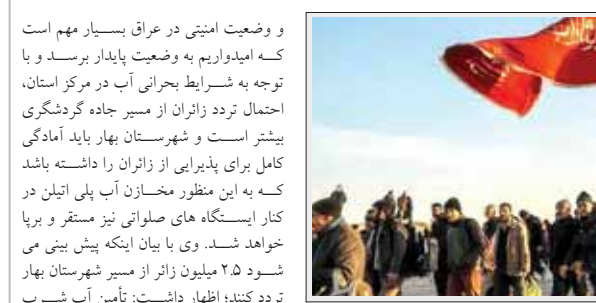 و وضعیت امنیتی در عراق بسیار مهم است
که امیدواریم به وضعیت پایدار برسد و با
توجه به شرایط بحرانی آب در مرکز استان،
احتمال تردد زائران از مسیر جاده گردشگری
بیشتر است و شهرستان بهار باید آمادگی
کامل برای پذیرایی از زائران را داشته باشد
که به این منظور مخازن آب پلی اتیلن در
کنار ایستگاه های صلواتی نیز مستقر و برپا
خواهد شد. وی با بیان اینکه پیش بینی می
شود ۲.۵ میلیون زائر از مسیر شهرستان بهار
تردد کنند؛ اظهار داشت: تأمین آب شرب